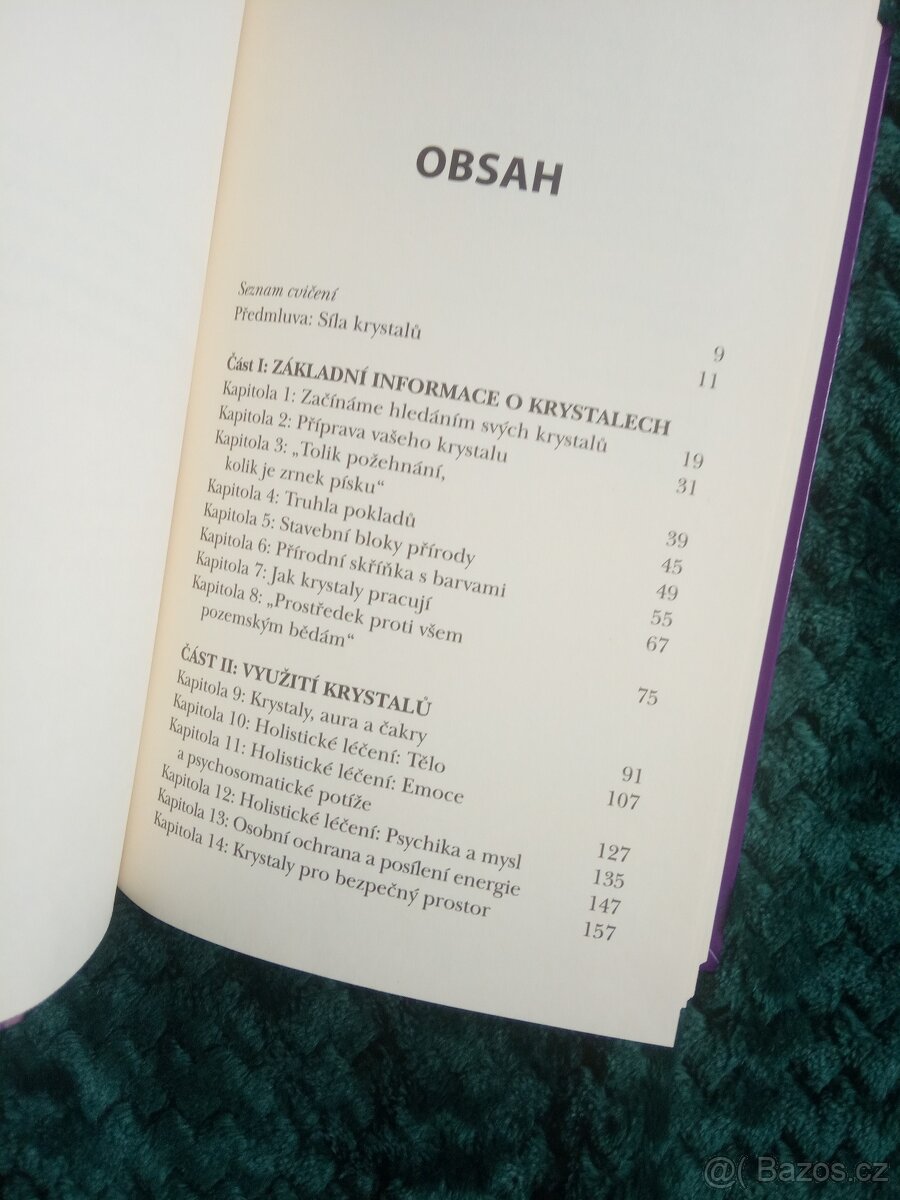 OBSAH
Seznam cvičení 9
Předmluva: Síla krystalů 11
Část I: ZÁKLADNÍ INFORMACE O KRYSTALECH
Kapitola 1: Začínáme hledáním svých krystalů 19
Kapitola 2: Příprava vašeho krystalu 31
Kapitola 3: „Tolik požehnání,
kolik je zrnek písku“ 39
Kapitola 4: Truhla pokladů 45
Kapitola 5: Stavební bloky přírody 49
Kapitola 6: Přírodní skříňka s barvami 55
Kapitola 7: Jak krystaly pracují 67
Kapitola 8: „Prostředek proti všem
pozemským bědám“ 75
ČÁST II: VYUŽITÍ KRYSTALŮ
Kapitola 9: Krystaly, aura a čakry 91
Kapitola 10: Holistické léčení: Tělo 107
Kapitola 11: Holistické léčení: Emoce
a psychosomatické potíže 127
Kapitola 12: Holistické léčení: Psychika a mysl 135
Kapitola 13: Osobní ochrana a posílení energie 147
Kapitola 14: Krystaly pro bezpečný prostor 157
@( Bazos.cz